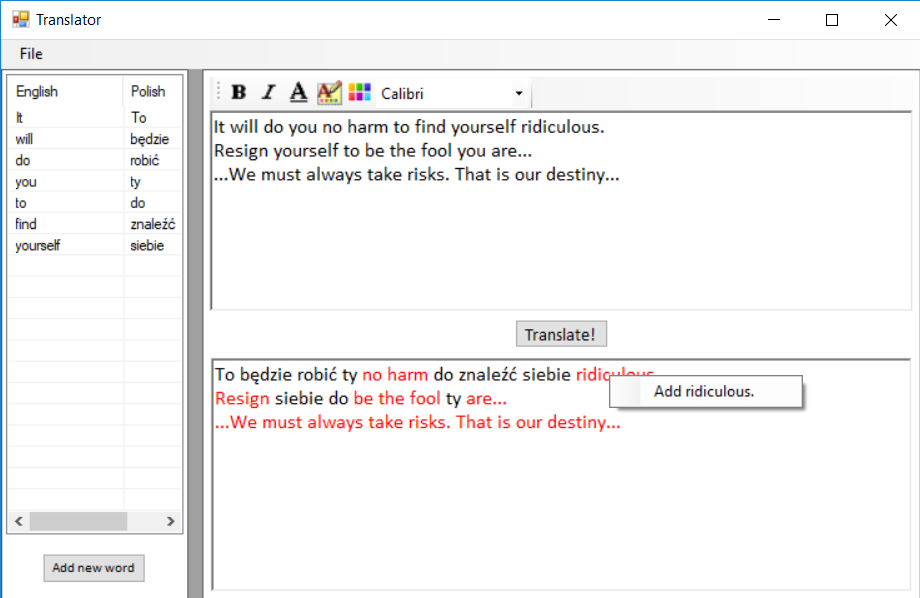 Translator
File
English Polish
It To
will będzie
do robić
you ty
to do
find znaleźć
yourself siebie
Add new word
B I A Calibri
It will do you no harm to find yourself ridiculous.
Resign yourself to be the fool you are...
...We must always take risks. That is our destiny...
Translate!
To będzie robić ty no harm do znaleźć siebie ridiculous.
Add ridiculous.
Resign siebie do be the fool ty are...
...We must always take risks. That is our destiny...